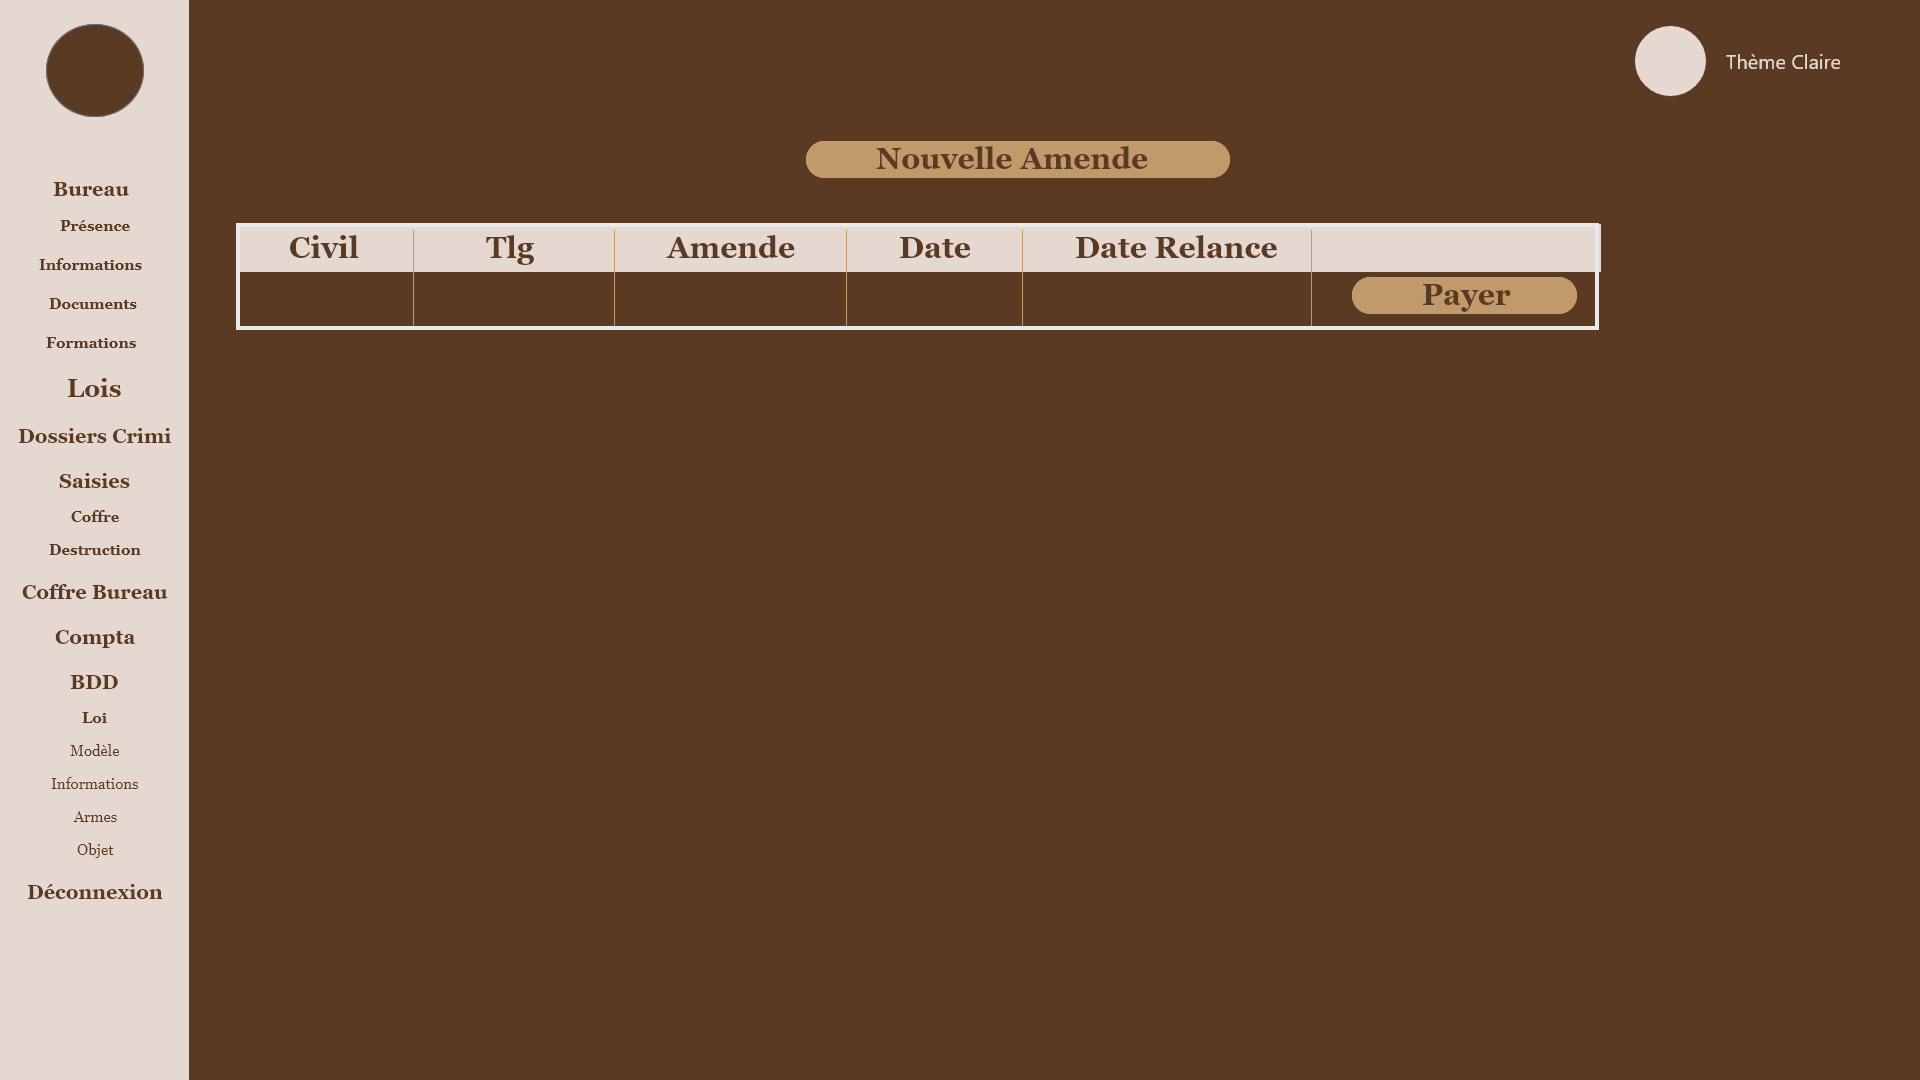 Thème Claire
Nouvelle Amende
Bureau
Présence
Informations
Documents
Formations
Lois
Dossiers Crimi
Saisies
Coffre
Destruction
Coffre Bureau
Compta
BDD
Loi
Modèle
Informations
Armes
Objet
Déconnexion
Civil Tlg Amende Date Date Relance
Payer